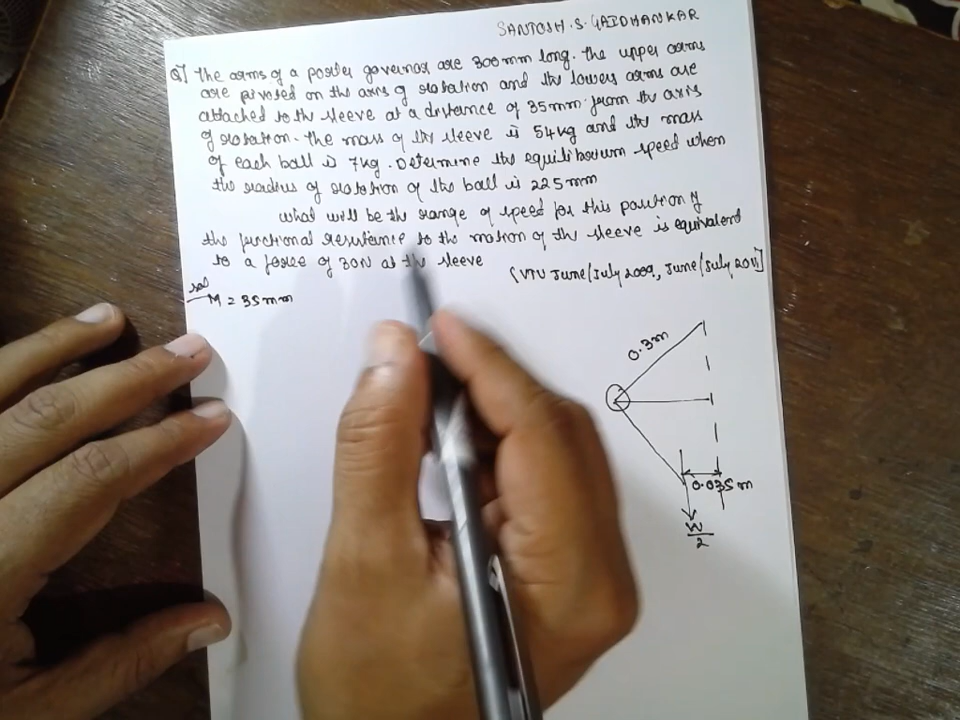 SANTOSH.S.GAIDHANKAR
Q] The arms of a porter governor are 300mm long. the upper arms
are pivoted on the axis of rotation and the lower arms are
attached to the sleeve at a distance of 35mm from the axis
of rotation. The mass of the sleeve is 54kg and the mass
of each ball is 7kg. Determine the equilibrium speed when
the radius of rotation of the ball is 225mm
what will be the range of speed for this position if
the frictional resistance to the motion of the sleeve is equivalent
to a force of 30N at the sleeve
[VTU June/July 2009, June/July, 2011]
sol
M = 35mm
0.3m
0.035m
W
2